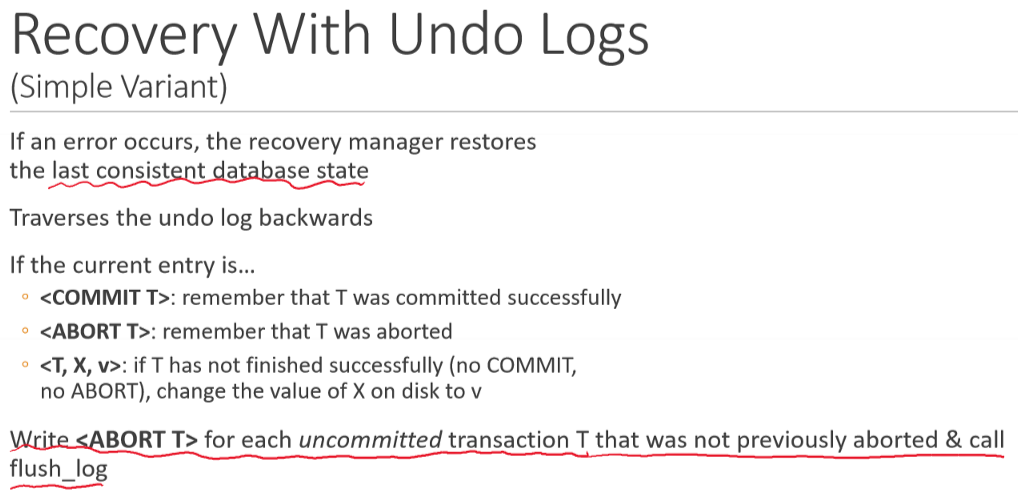 Recovery With Undo Logs
(Simple Variant)
If an error occurs, the recovery manager restores
the last consistent database state
Traverses the undo log backwards
If the current entry is...
◦ <COMMIT T>: remember that T was committed successfully
◦ <ABORT T>: remember that T was aborted
◦ <T, X, v>: if T has not finished successfully (no COMMIT,
no ABORT), change the value of X on disk to v
Write <ABORT T> for each uncommitted transaction T that was not previously aborted & call
flush_log